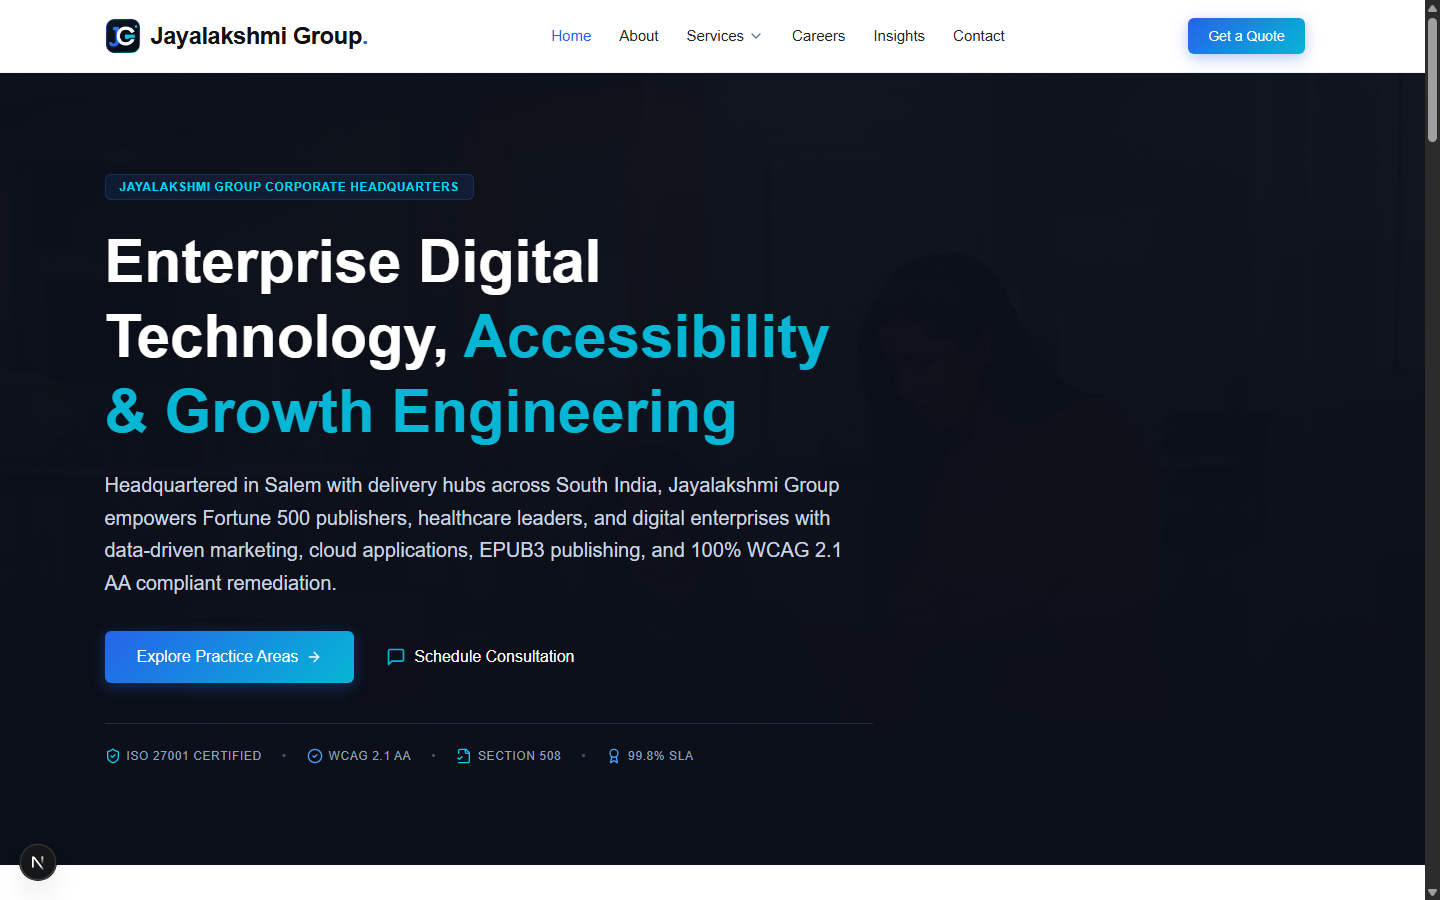 JG
Jayalakshmi Group.
Home
About
Services
Careers
Insights
Contact
Get a Quote
JAYALAKSHMI GROUP CORPORATE HEADQUARTERS
Enterprise Digital
Technology, Accessibility
& Growth Engineering
Headquartered in Salem with delivery hubs across South India, Jayalakshmi Group
empowers Fortune 500 publishers, healthcare leaders, and digital enterprises with
data-driven marketing, cloud applications, EPUB3 publishing, and 100% WCAG 2.1
AA compliant remediation.
Explore Practice Areas
Schedule Consultation
ISO 27001 CERTIFIED • WCAG 2.1 AA • SECTION 508 • 99.8% SLA
N